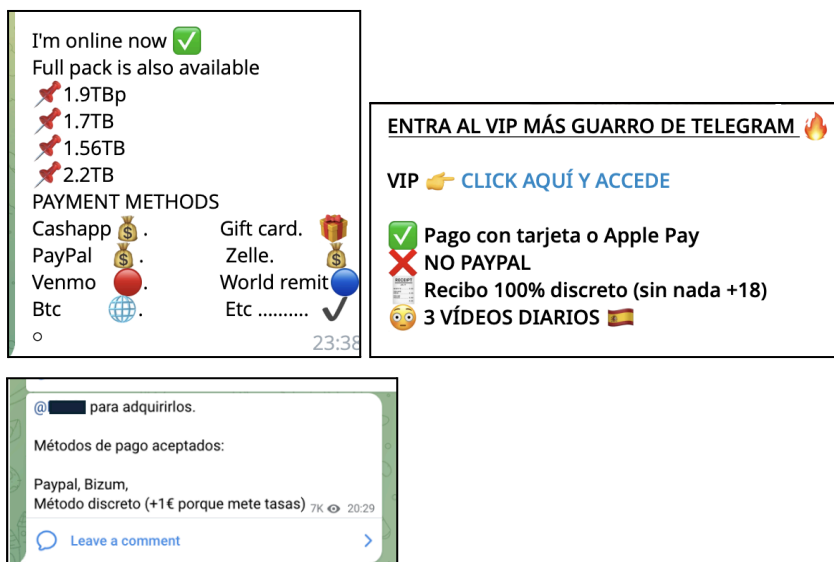 I'm online now ✅
Full pack is also available
📌1.9TBp
📌1.7TB
📌1.56TB
📌2.2TB
PAYMENT METHODS
Cashapp 💰. Gift card. 🎁
PayPal 💰. Zelle. 💰
Venmo 🔴. World remit🔵
Btc 🌐. Etc .......... ✔️
23:38
ENTRA AL VIP MÁS GUARRO DE TELEGRAM 🔥
VIP 👉 CLICK AQUÍ Y ACCEDE
✅ Pago con tarjeta o Apple Pay
❌ NO PAYPAL
🧾 Recibo 100% discreto (sin nada +18)
😳 3 VÍDEOS DIARIOS 🇪🇸
@ para adquirirlos.
Métodos de pago aceptados:
Paypal, Bizum,
Método discreto (+1€ porque mete tasas) 7K 20:29
Leave a comment